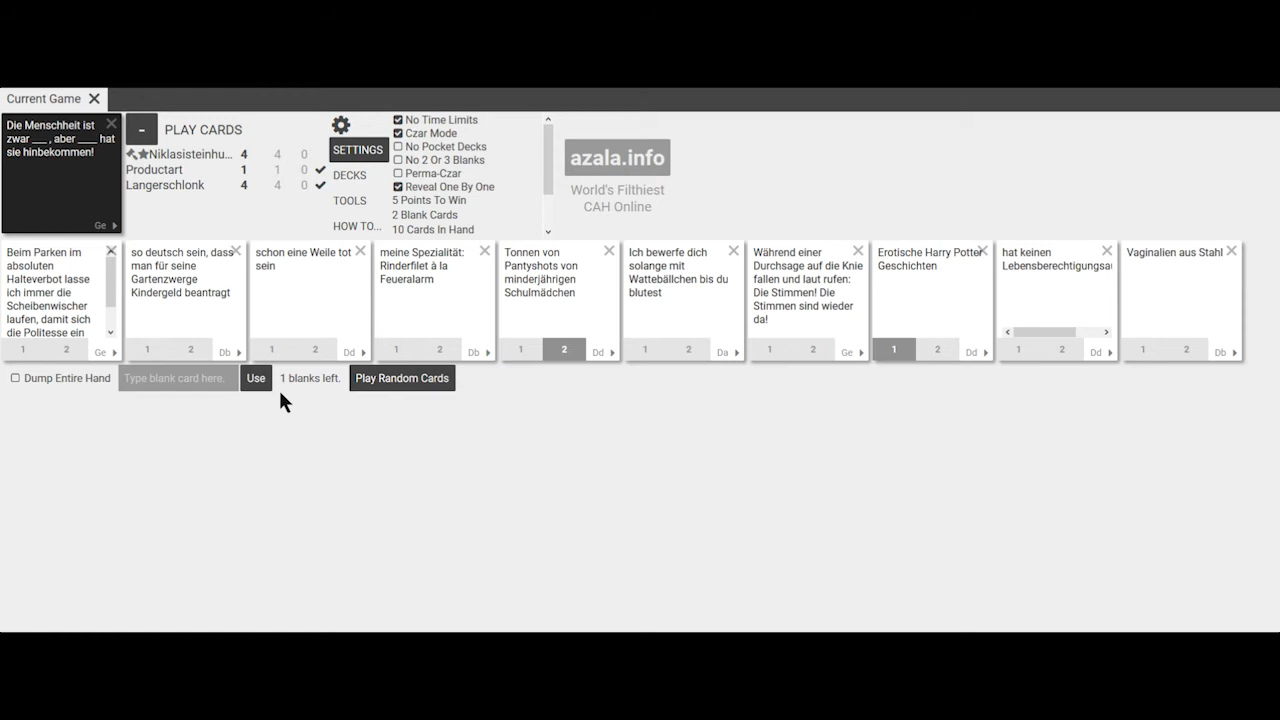 Current Game
Die Menschheit ist
zwar ___ , aber ____ hat
sie hinbekommen!
Ge
-
PLAY CARDS
Niklasisteinhu... 4 4 0
Productart 1 1 0
Langerschlonk 4 4 0
SETTINGS
DECKS
TOOLS
HOW TO...
No Time Limits
Czar Mode
No Pocket Decks
No 2 Or 3 Blanks
Perma-Czar
Reveal One By One
5 Points To Win
2 Blank Cards
10 Cards In Hand
azala.info
World's Filthiest
CAH Online
Beim Parken im
absoluten
Halteverbot lasse
ich immer die
Scheibenwischer
laufen, damit sich
die Politesse ein
1 2 Ge
so deutsch sein, dass
man für seine
Gartenzwerge
Kindergeld beantragt
1 2 Db
schon eine Weile tot
sein
1 2 Dd
meine Spezialität:
Rinderfilet à la
Feueralarm
1 2 Db
Tonnen von
Pantyshots von
minderjährigen
Schulmädchen
1 2 Dd
Ich bewerfe dich
solange mit
Wattebällchen bis du
blutest
1 2 Da
Während einer
Durchsage auf die Knie
fallen und laut rufen:
Die Stimmen! Die
Stimmen sind wieder
da!
1 2 Ge
Erotische Harry Potter
Geschichten
1 2 Dd
hat keinen
1 2 Dd
Vaginalien aus Stahl
1 2 Db
Dump Entire Hand
Type blank card here.
Use
1 blanks left.
Play Random Cards